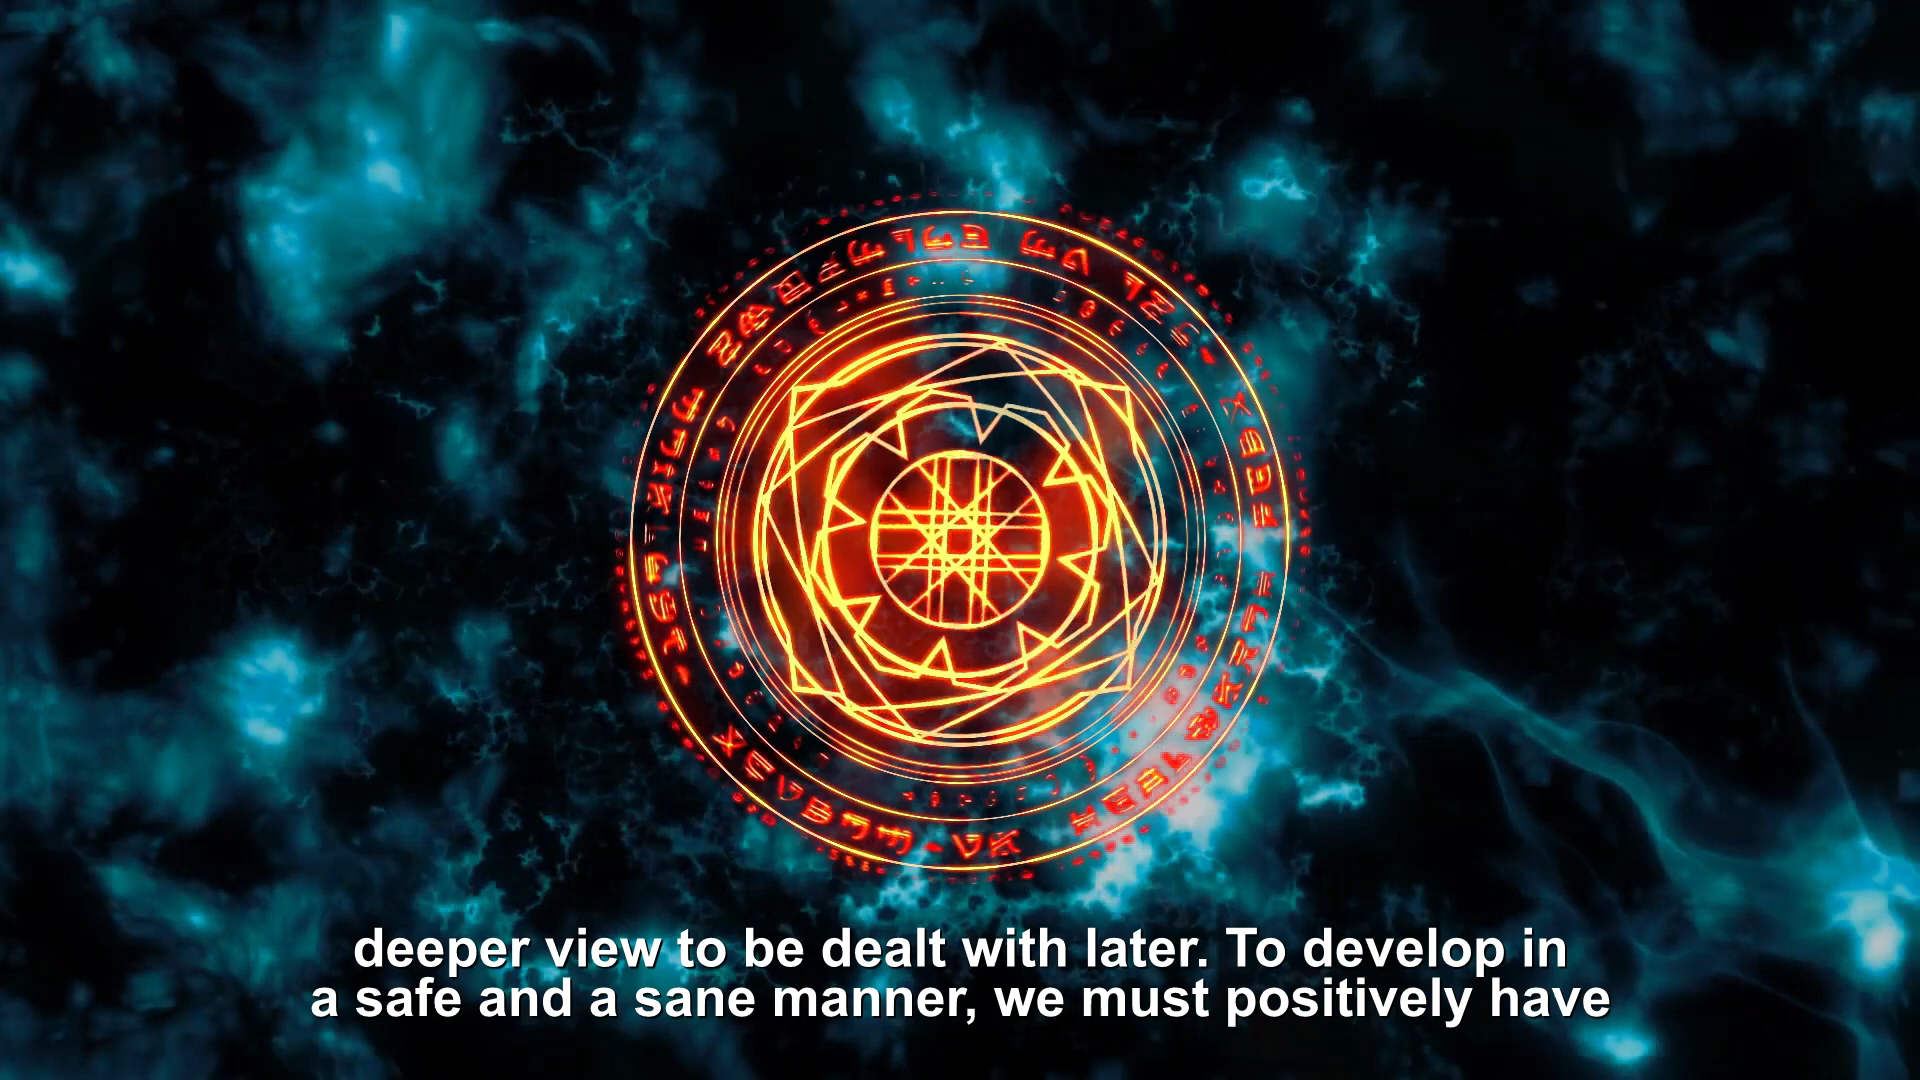 deeper view to be dealt with later. To develop in
a safe and a sane manner, we must positively have